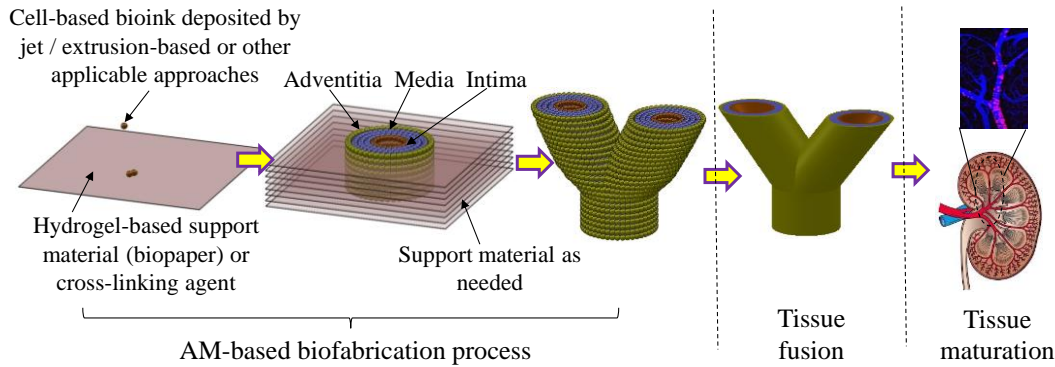 Cell-based bioink deposited by
jet / extrusion-based or other
applicable approaches
Adventitia Media Intima
Hydrogel-based support
material (biopaper) or
cross-linking agent
Support material as
needed
AM-based biofabrication process
Tissue
fusion
Tissue
maturation